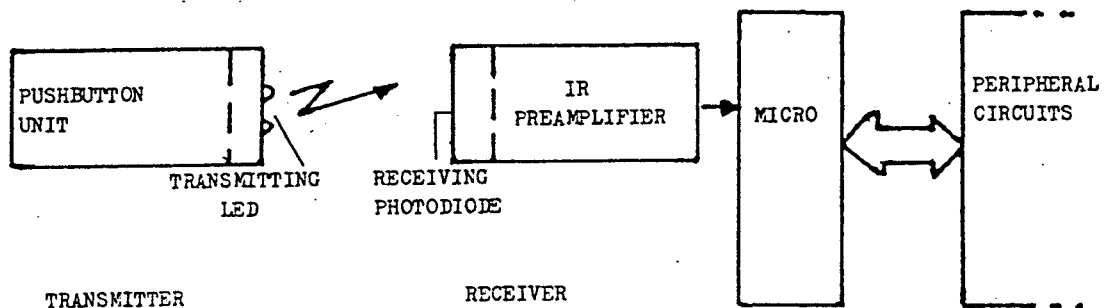 PUSHBUTTON
UNIT
TRANSMITTING
LED
RECEIVING
PHOTODIODE
IR
PREAMPLIFIER
MICRO
PERIPHERAL
CIRCUITS
TRANSMITTER
RECEIVER